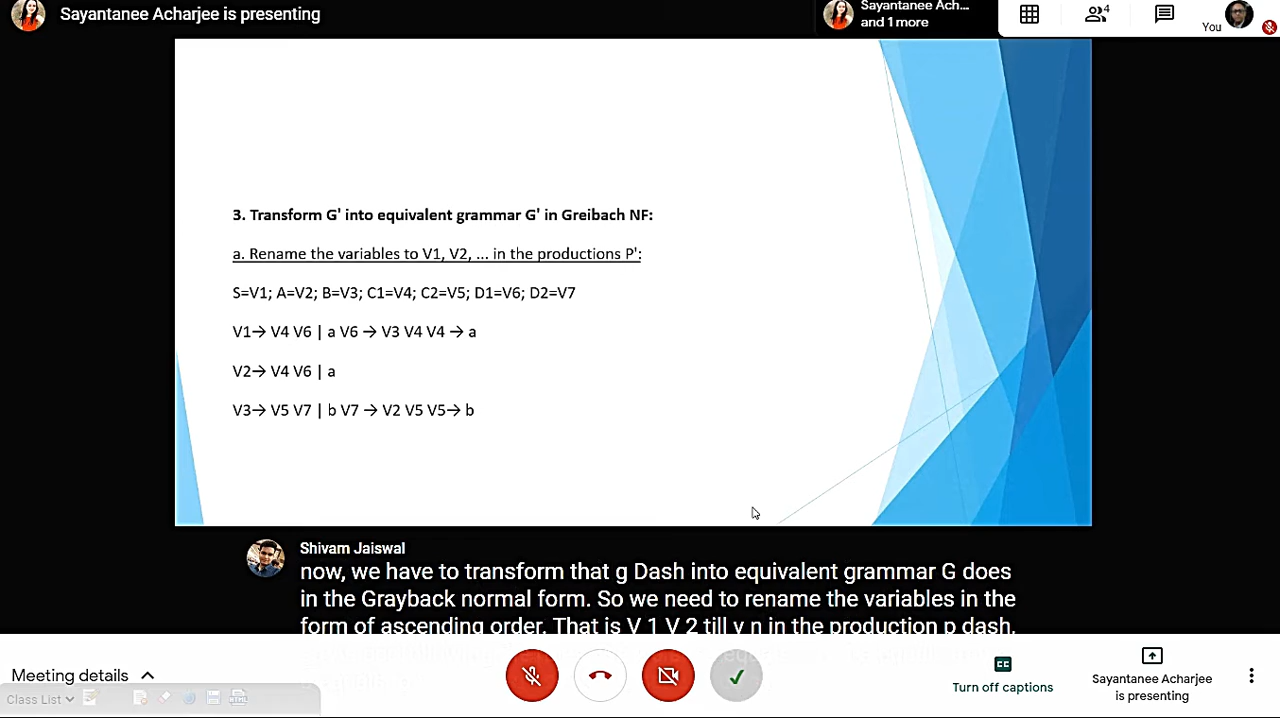 Sayantanee Acharjee is presenting
Sayantanee Ach...
and 1 more
4
You
3. Transform G' into equivalent grammar G' in Greibach NF:
a. Rename the variables to V1, V2, ... in the productions P':
S=V1; A=V2; B=V3; C1=V4; C2=V5; D1=V6; D2=V7
V1→ V4 V6 | a V6 → V3 V4 V4 → a
V2→ V4 V6 | a
V3→ V5 V7 | b V7 → V2 V5 V5→ b
Shivam Jaiswal
now, we have to transform that g Dash into equivalent grammar G does
in the Grayback normal form. So we need to rename the variables in the
form of ascending order. That is V 1 V 2 till v n in the production p dash.
Meeting details
Class List
CC
Turn off captions
Sayantanee Acharjee
is presenting